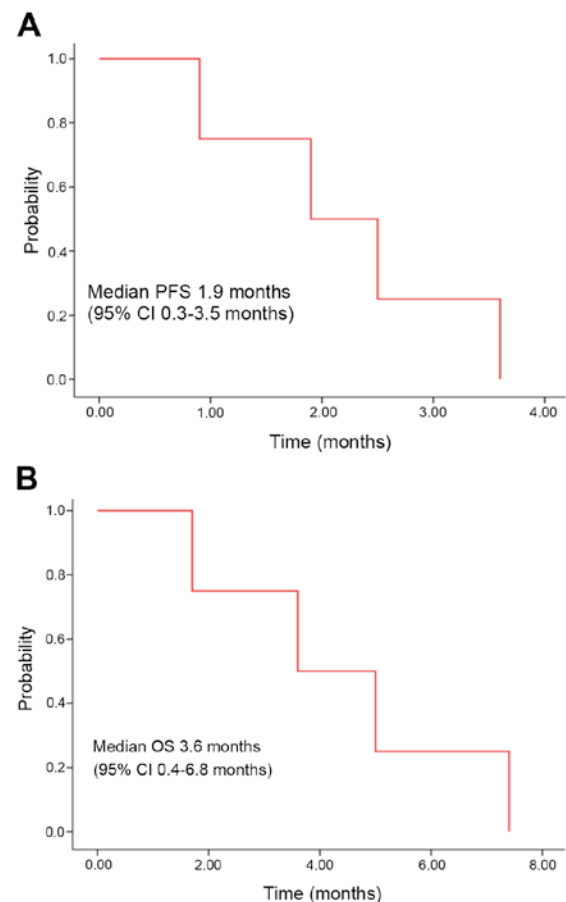 A
1.0
0.8
0.6
0.4
0.2
0.0
Probability
Median PFS 1.9 months
(95% CI 0.3-3.5 months)
0.00 1.00 2.00 3.00 4.00
Time (months)
B
1.0
0.8
0.6
0.4
0.2
0.0
Probability
Median OS 3.6 months
(95% CI 0.4-6.8 months)
0.00 2.00 4.00 6.00 8.00
Time (months)